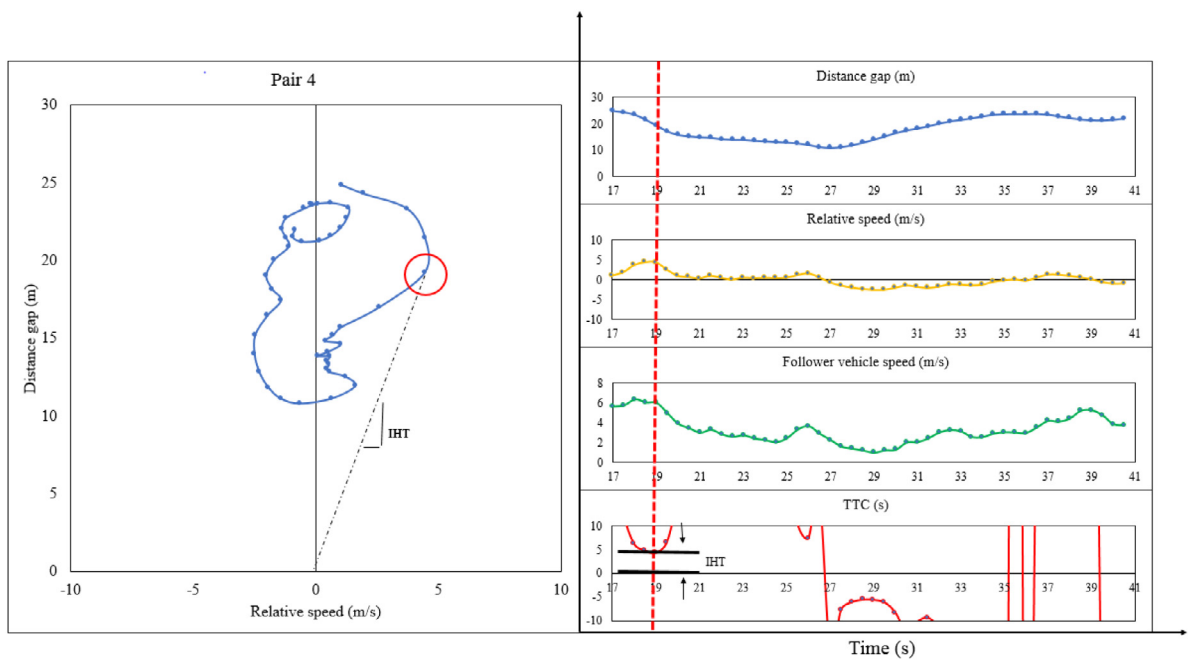 Pair 4
30
25
20
15
10
5
0
-10
-5
0
5
10
Distance gap (m)
Relative speed (m/s)
IHT
Distance gap (m)
30
20
10
0
17 19 21 23 25 27 29 31 33 35 37 39 41
Relative speed (m/s)
10
5
0
-5
-10
17 19 21 23 25 27 29 31 33 35 37 39 41
Follower vehicle speed (m/s)
8
6
4
2
0
17 19 21 23 25 27 29 31 33 35 37 39 41
TTC (s)
10
5
0
-5
-10
17 19 21 23 25 27 29 31 33 35 37 39 41
IHT
Time (s)